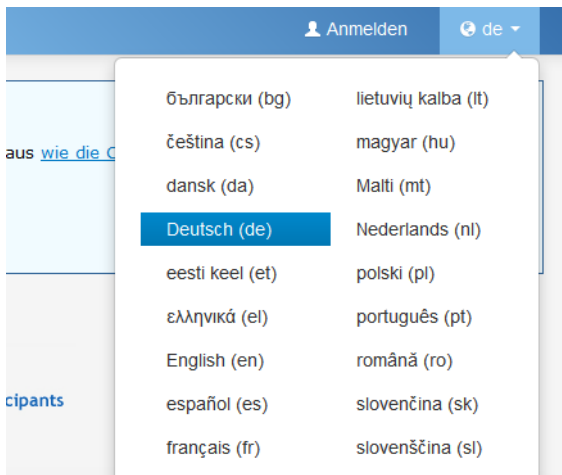 Anmelden
de
български (bg)
čeština (cs)
dansk (da)
Deutsch (de)
eesti keel (et)
ελληνικά (el)
English (en)
español (es)
français (fr)
lietuvių kalba (lt)
magyar (hu)
Malti (mt)
Nederlands (nl)
polski (pl)
português (pt)
română (ro)
slovenčina (sk)
slovenščina (sl)
aus wie die
cipants